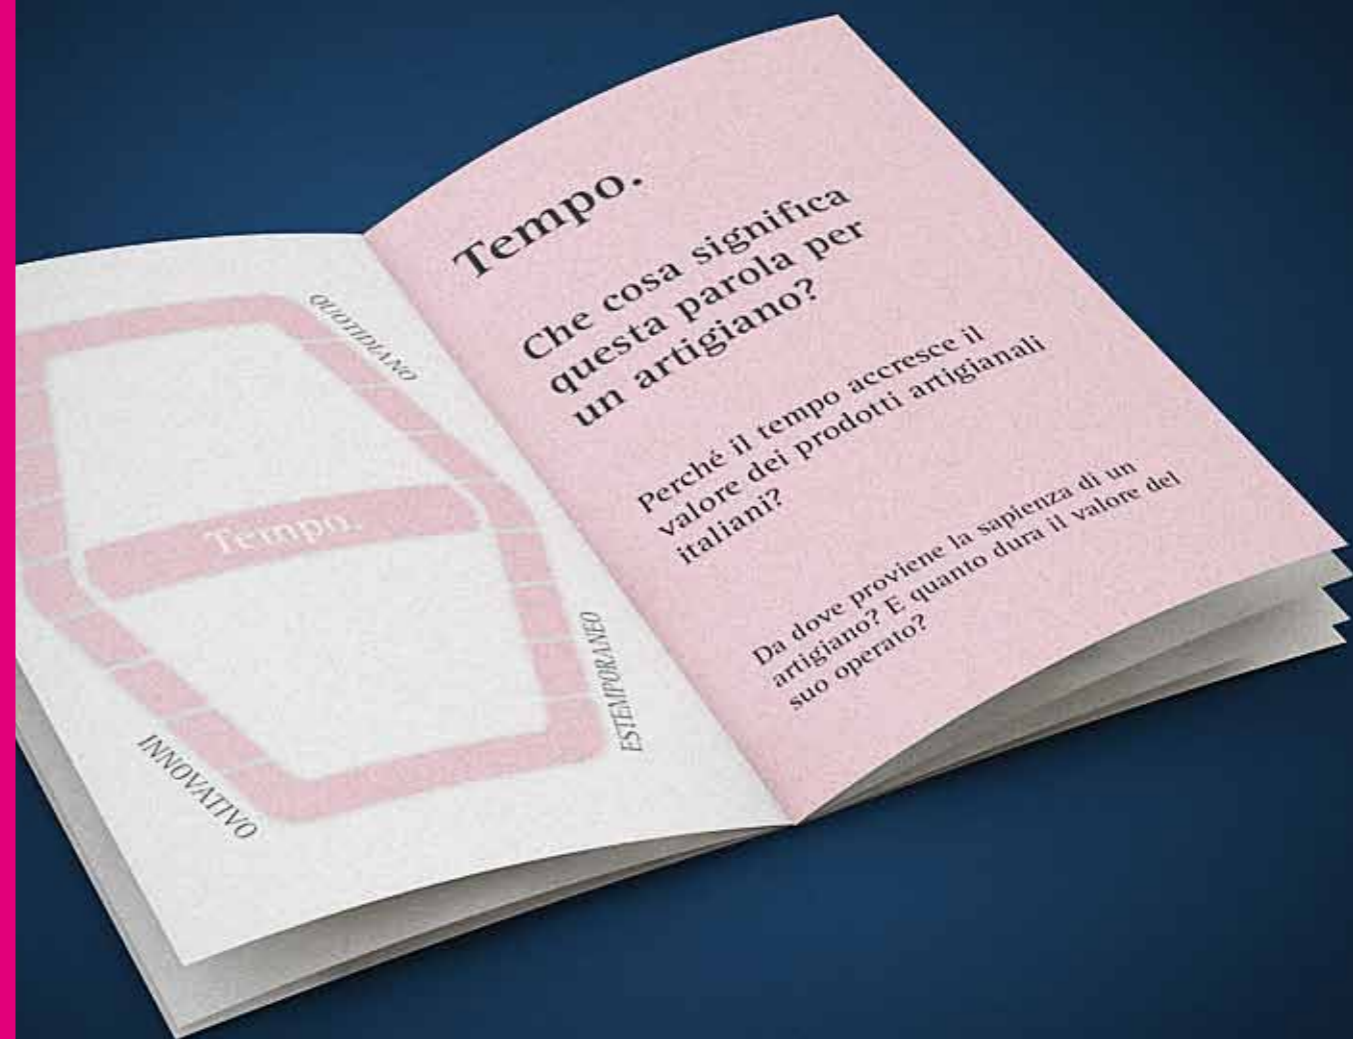 QUOTIDIANO
Tempo.
ESTEMPORANEO
INNOVATIVO
Tempo.
Che cosa significa
questa parola per
un artigiano?
Perché il tempo accresce il
valore dei prodotti artigianali
italiani?
Da dove proviene la sapienza di un
artigiano? E quanto dura il valore del
suo operato?